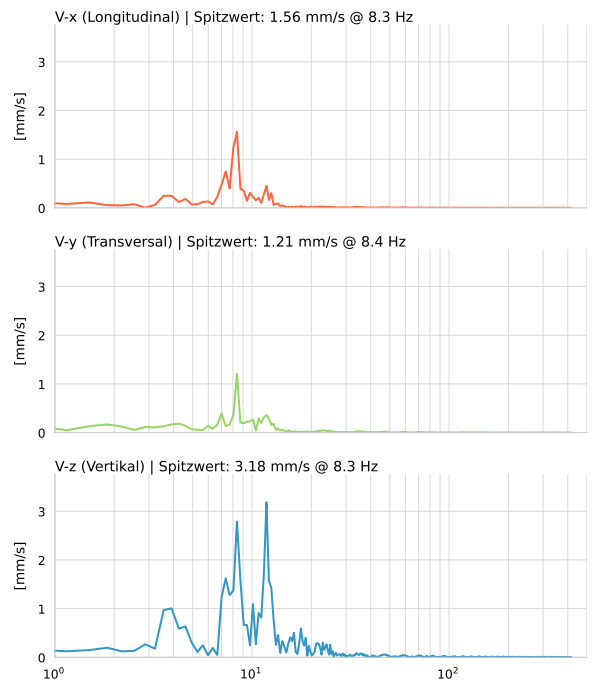 V-x (Longitudinal) | Spitzwert: 1.56 mm/s @ 8.3 Hz
[mm/s]
3
2
1
0
V-y (Transversal) | Spitzwert: 1.21 mm/s @ 8.4 Hz
[mm/s]
3
2
1
0
V-z (Vertikal) | Spitzwert: 3.18 mm/s @ 8.3 Hz
[mm/s]
3
2
1
0
10⁰ 10¹ 10²